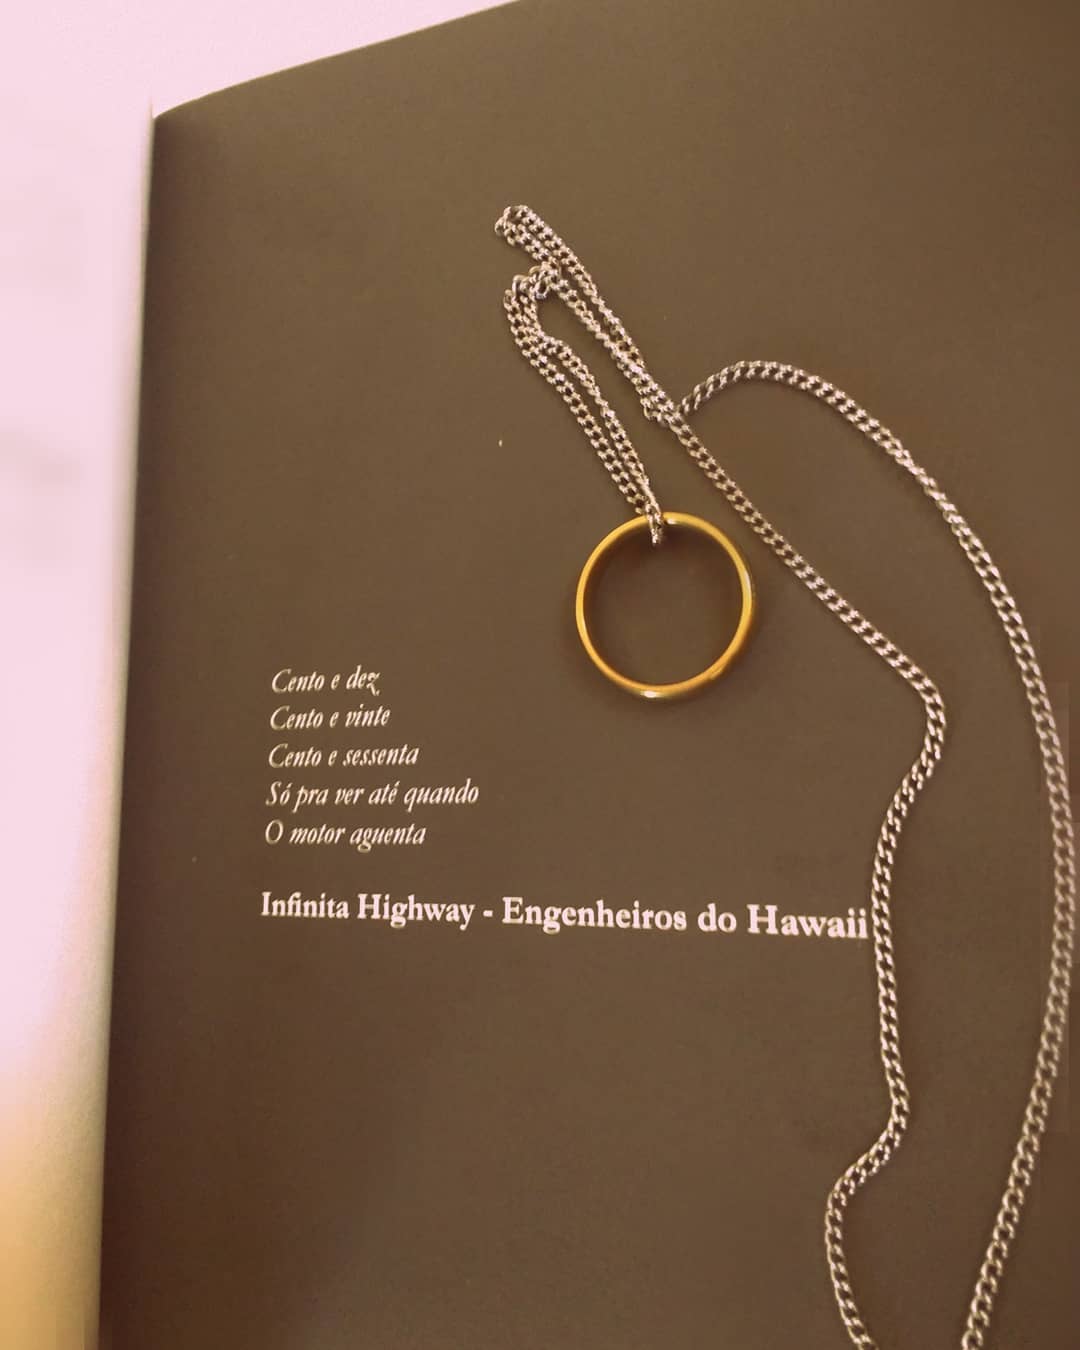 Cento e dez
Cento e vinte
Cento e sessenta
Só pra ver até quando
O motor aguenta
Infinita Highway - Engenheiros do Hawaii